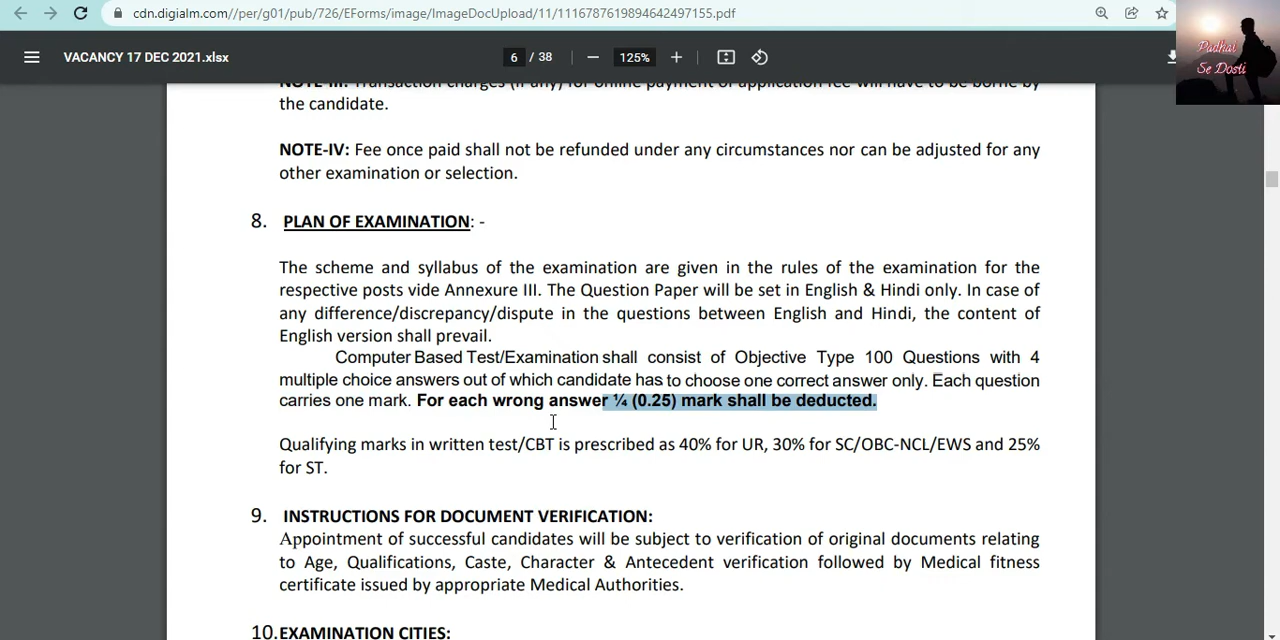 cdn.digialm.com//per/g01/pub/726/EForms/image/ImageDocUpload/11/1116787619894642497155.pdf
Padhai
Se Dosti
VACANCY 17 DEC 2021.xlsx
6 / 38
125%
NOTE-III: Transaction charges (if any) for online payment of application fee will have to be borne by
the candidate.
NOTE-IV: Fee once paid shall not be refunded under any circumstances nor can be adjusted for any
other examination or selection.
8. PLAN OF EXAMINATION: -
The scheme and syllabus of the examination are given in the rules of the examination for the
respective posts vide Annexure III. The Question Paper will be set in English & Hindi only. In case of
any difference/discrepancy/dispute in the questions between English and Hindi, the content of
English version shall prevail.
Computer Based Test/Examination shall consist of Objective Type 100 Questions with 4
multiple choice answers out of which candidate has to choose one correct answer only. Each question
carries one mark. For each wrong answer ¼ (0.25) mark shall be deducted.
Qualifying marks in written test/CBT is prescribed as 40% for UR, 30% for SC/OBC-NCL/EWS and 25%
for ST.
9. INSTRUCTIONS FOR DOCUMENT VERIFICATION:
Appointment of successful candidates will be subject to verification of original documents relating
to Age, Qualifications, Caste, Character & Antecedent verification followed by Medical fitness
certificate issued by appropriate Medical Authorities.
10. EXAMINATION CITIES: